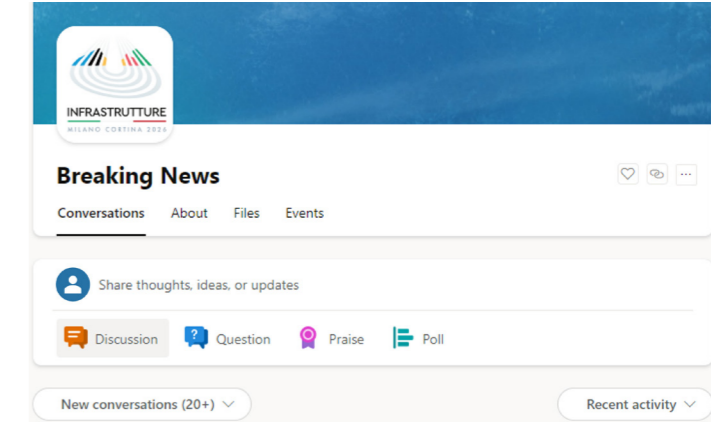 INFRASTRUTTURE
MILANO CORTINA 2026
Breaking News
Conversations About Files Events
Share thoughts, ideas, or updates
Discussion Question Praise Poll
New conversations (20+) Recent activity